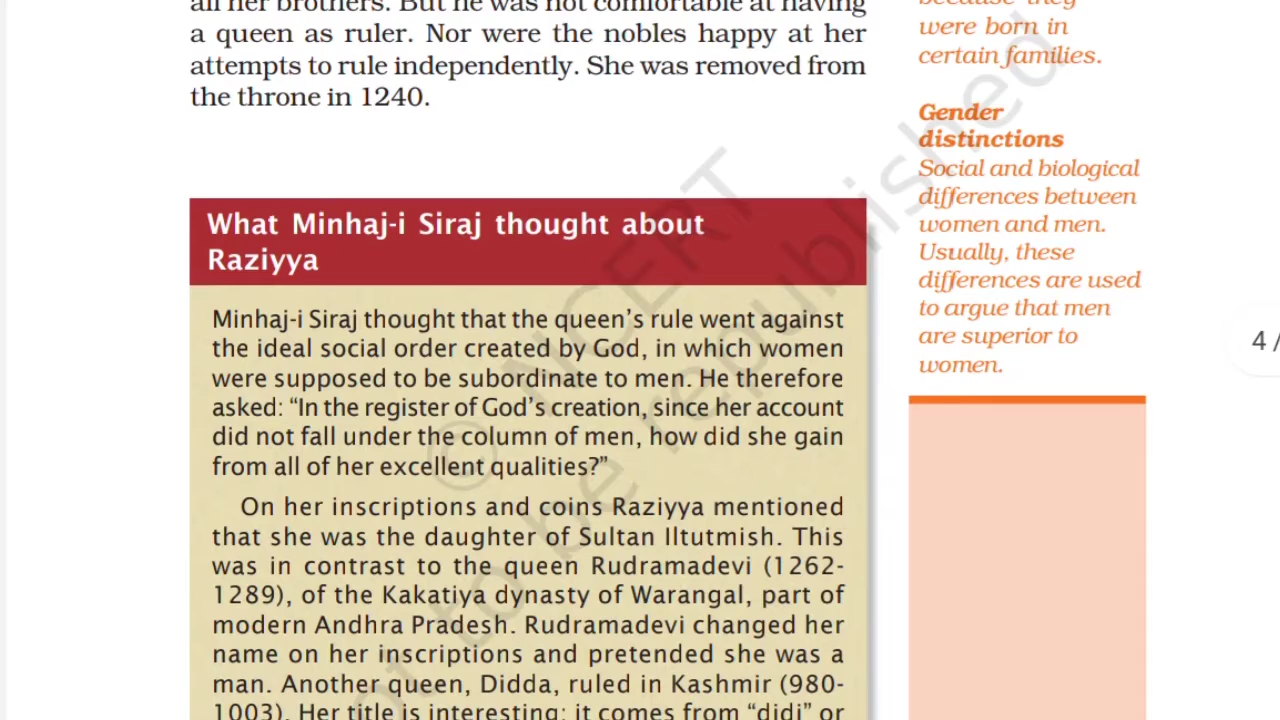 all her brothers. But he was not comfortable at having
a queen as ruler. Nor were the nobles happy at her
attempts to rule independently. She was removed from
the throne in 1240.
What Minhaj-i Siraj thought about
Raziyya
Minhaj-i Siraj thought that the queen's rule went against
the ideal social order created by God, in which women
were supposed to be subordinate to men. He therefore
asked: “In the register of God's creation, since her account
did not fall under the column of men, how did she gain
from all of her excellent qualities?”
On her inscriptions and coins Raziyya mentioned
that she was the daughter of Sultan Iltutmish. This
was in contrast to the queen Rudramadevi (1262-
1289), of the Kakatiya dynasty of Warangal, part of
modern Andhra Pradesh. Rudramadevi changed her
name on her inscriptions and pretended she was a
man. Another queen, Didda, ruled in Kashmir (980-
1003). Her title is interesting: it comes from “didi” or
because they
were born in
certain families.
Gender
distinctions
Social and biological
differences between
women and men.
Usually, these
differences are used
to argue that men
are superior to
women.
4 /
© NCERT
not to be republished